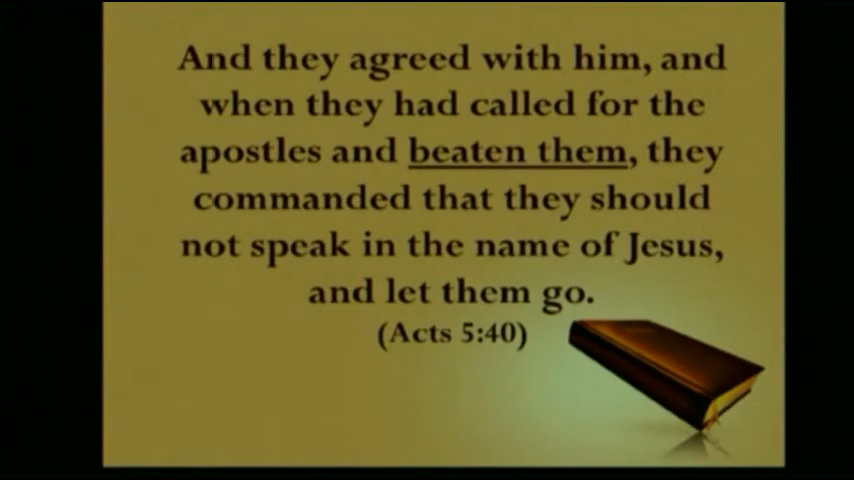 And they agreed with him, and
when they had called for the
apostles and beaten them, they
commanded that they should
not speak in the name of Jesus,
and let them go.
(Acts 5:40)